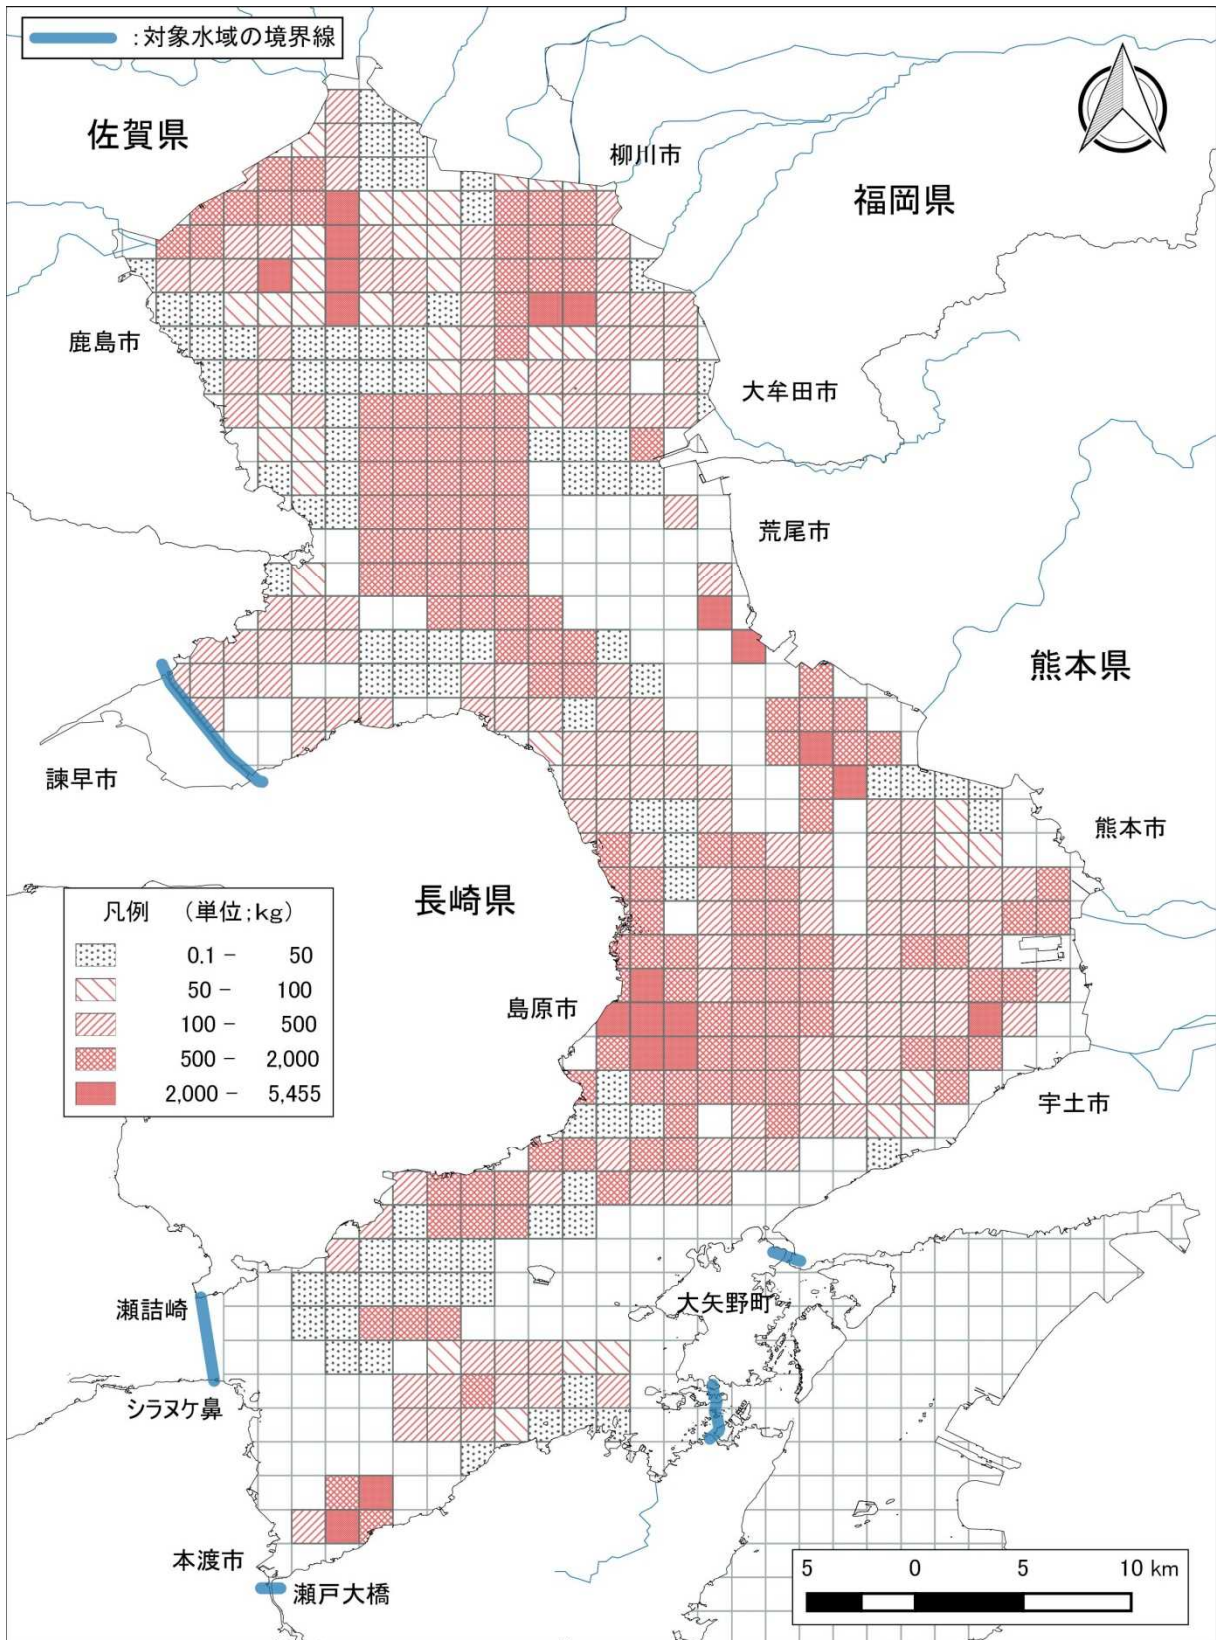 :対象水域の境界線
佐賀県
柳川市
福岡県
鹿島市
大牟田市
荒尾市
熊本県
諫早市
熊本市
長崎県
凡例 (単位;kg)
0.1 - 50
50 - 100
100 - 500
500 - 2,000
2,000 - 5,455
島原市
宇土市
瀬詰崎
大矢野町
シラヌケ鼻
本渡市
瀬戸大橋
5 0 5 10 km